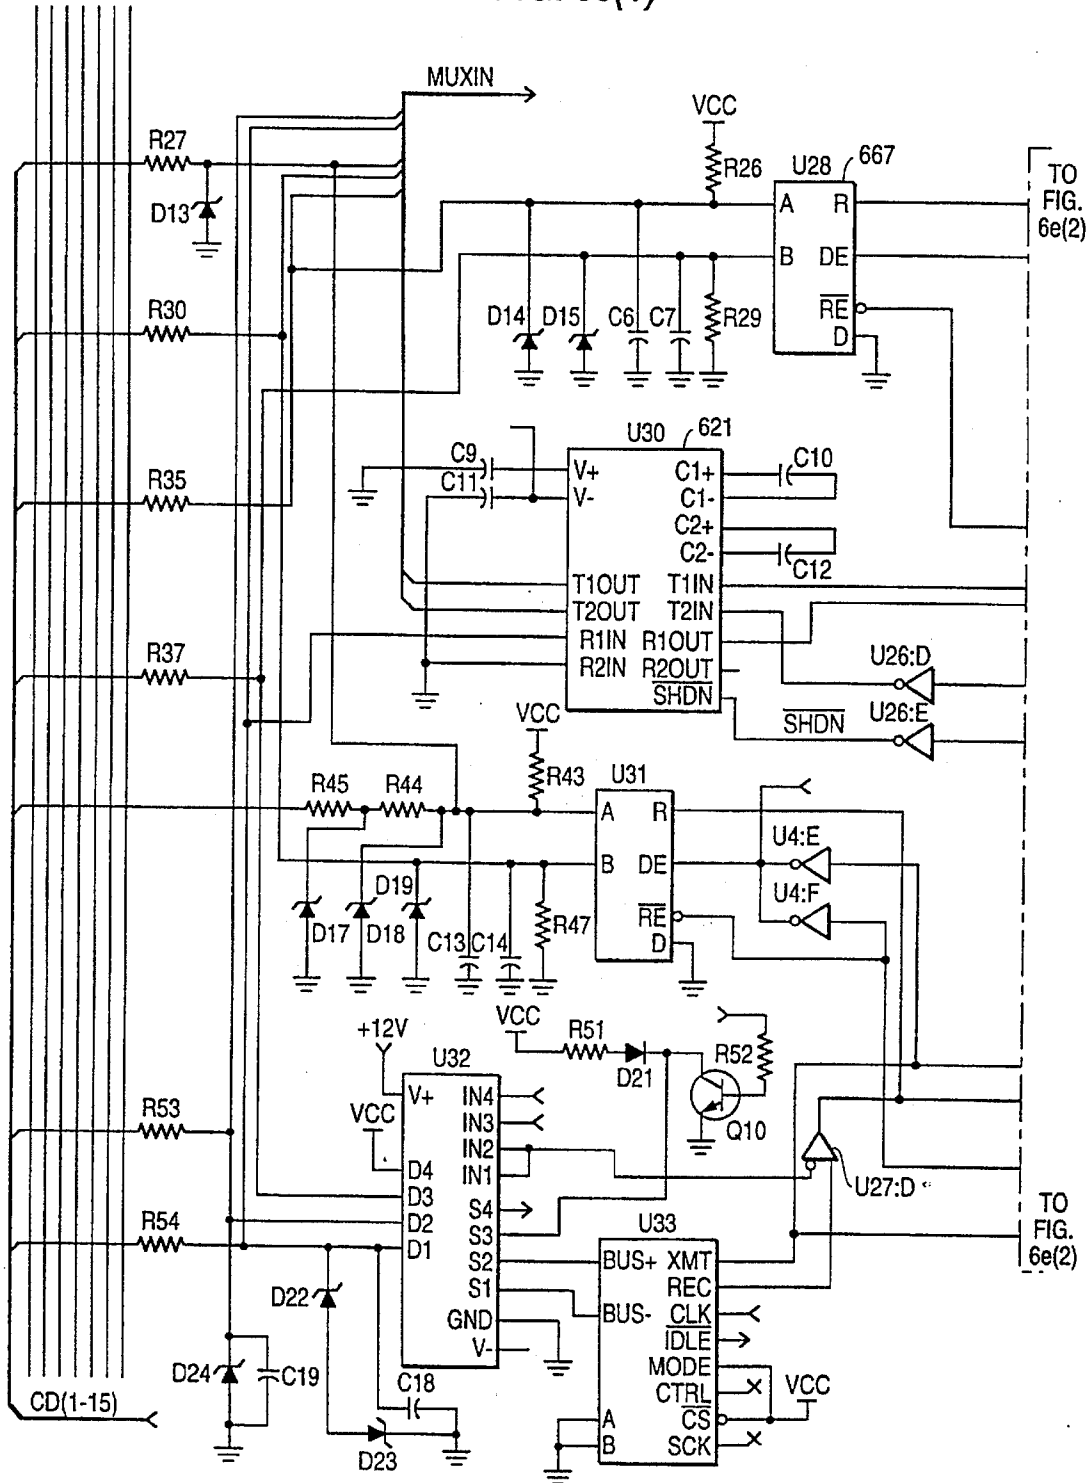 MUXIN
VCC
R27
R26
U28
667
TO
FIG.
6e(2)
A
R
D13
B
DE
R30
D14
D15
C6
C7
R29
RE
D
U30
621
C9
V+
C1+
C10
C11
V-
C1-
R35
C2+
C2-
C12
T1OUT
T1IN
T2OUT
T2IN
R1IN
R1OUT
R37
R2IN
R2OUT
U26:D
SHDN
SHDN
U26:E
VCC
R43
U31
R45
R44
A
R
U4:E
B
DE
D19
U4:F
RE
D17
D18
C13
C14
R47
D
VCC
R51
+12V
U32
D21
R52
V+
IN4
R53
VCC
IN3
Q10
IN2
D4
IN1
U27:D
D3
S4
R54
D2
S3
U33
TO
FIG.
6e(2)
D1
S2
BUS+
XMT
REC
D22
S1
BUS-
CLK
GND
IDLE
V-
MODE
D24
C19
C18
CTRL
VCC
CD(1-15)
A
CS
B
SCK
D23